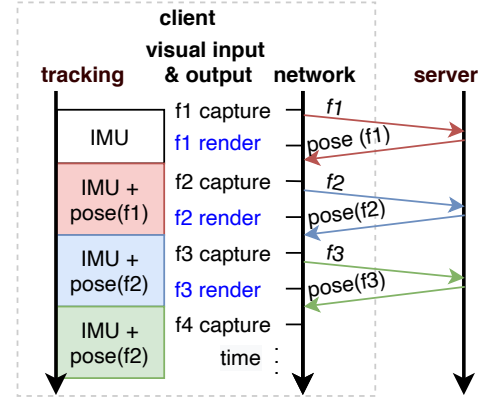 client
visual input
& output
tracking
network
server
f1 capture
f1
IMU
f1 render
pose (f1)
f2 capture
f2
IMU +
pose(f1)
f2 render
pose(f2)
f3 capture
f3
IMU +
pose(f2)
f3 render
pose(f3)
f4 capture
IMU +
pose(f2)
time